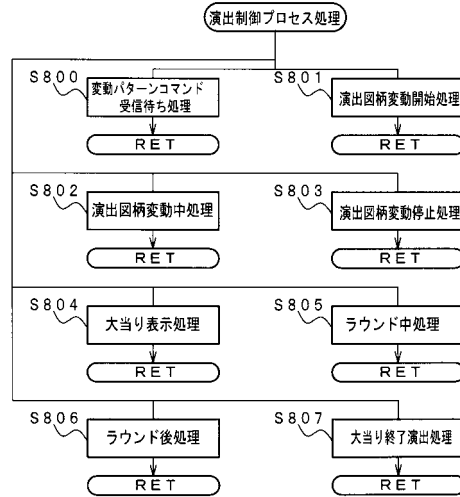 演出制御プロセス処理
S800
変動パターンコマンド
受信待ち処理
RET
S801
演出図柄変動開始処理
RET
S802
演出図柄変動中処理
RET
S803
演出図柄変動停止処理
RET
S804
大当り表示処理
RET
S805
ラウンド中処理
RET
S806
ラウンド後処理
RET
S807
大当り終了演出処理
RET